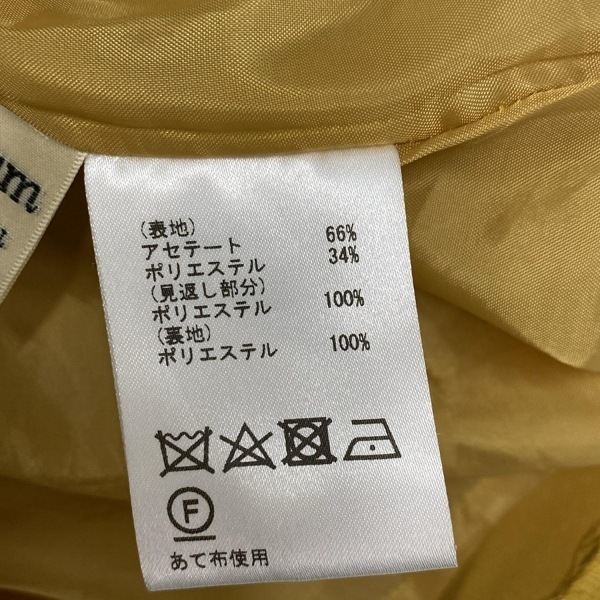 (表地)
アセテート 66%
ポリエステル 34%
(見返し部分)
ポリエステル 100%
(裏地)
ポリエステル 100%
F
あて布使用